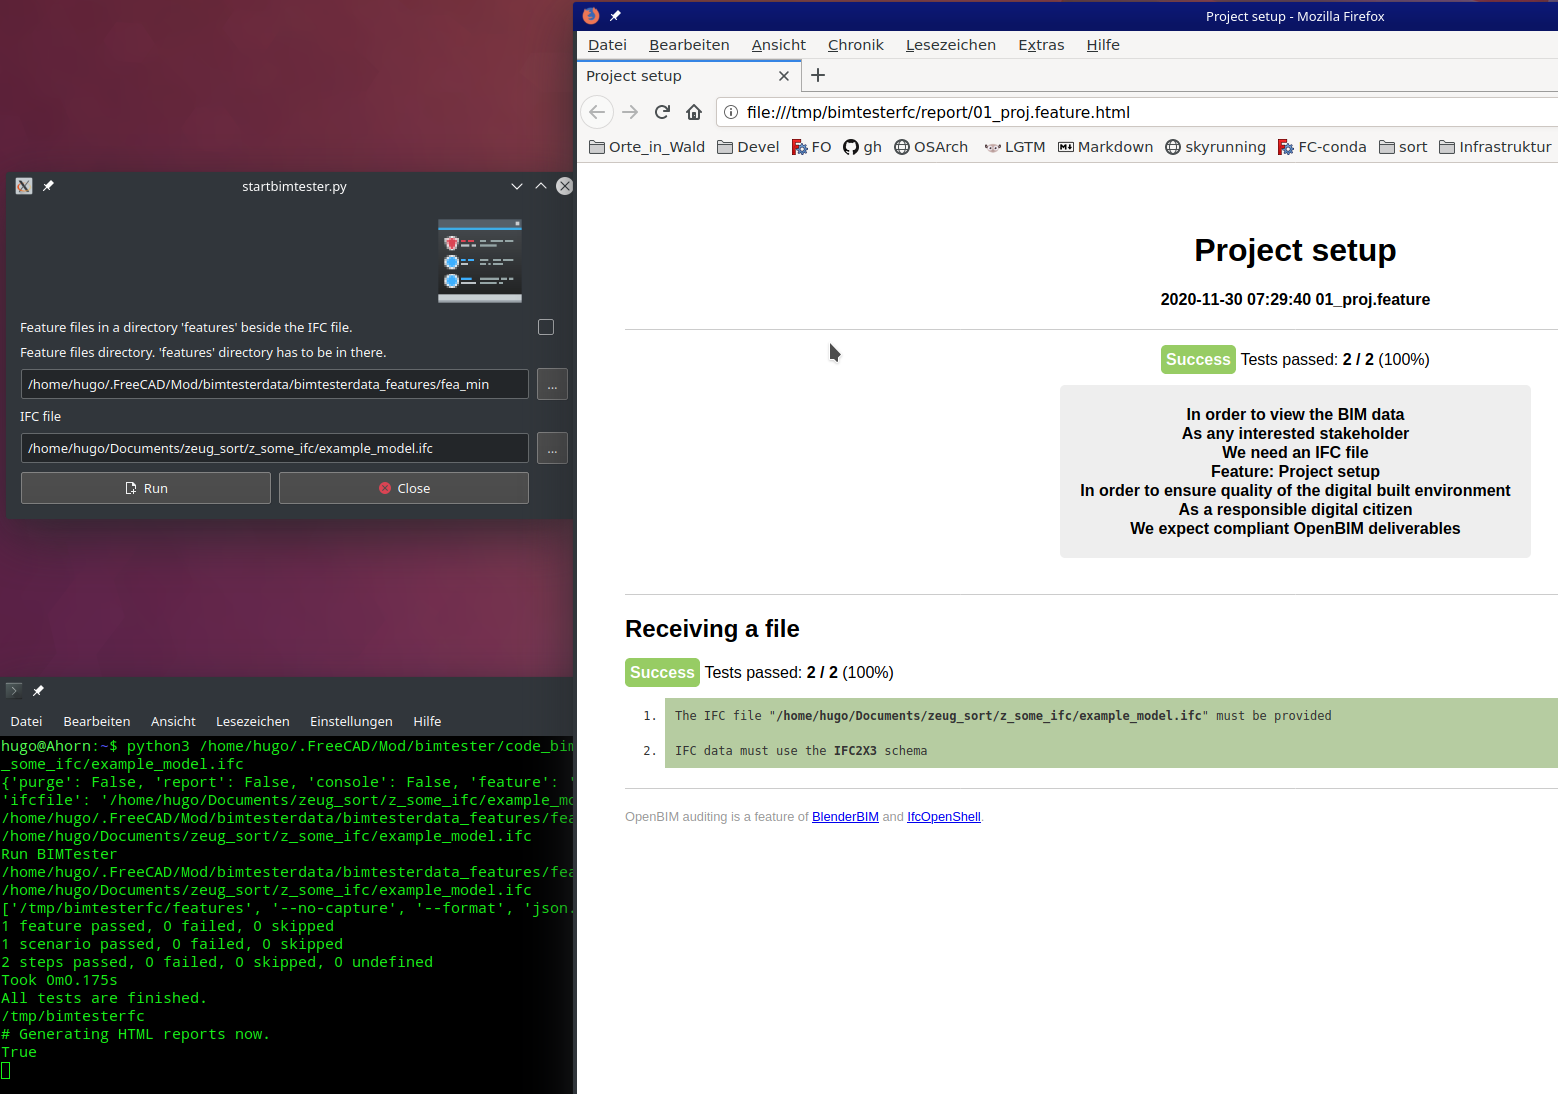 startbimtester.py
Feature files in a directory 'features' beside the IFC file.
Feature files directory. 'features' directory has to be in there.
/home/hugo/.FreeCAD/Mod/bimtesterdata/bimtesterdata_features/fea_min
...
IFC file
/home/hugo/Documents/zeug_sort/z_some_ifc/example_model.ifc
...
Run
Close
Datei Bearbeiten Ansicht Lesezeichen Einstellungen Hilfe
hugo@Ahorn:~$ python3 /home/hugo/.FreeCAD/Mod/bimtester/code_bim
_some_ifc/example_model.ifc
{'purge': False, 'report': False, 'console': False, 'feature': '
'ifcfile': '/home/hugo/Documents/zeug_sort/z_some_ifc/example_mo
/home/hugo/.FreeCAD/Mod/bimtesterdata/bimtesterdata_features/fea
/home/hugo/Documents/zeug_sort/z_some_ifc/example_model.ifc
Run BIMTester
/home/hugo/.FreeCAD/Mod/bimtesterdata/bimtesterdata_features/fea
/home/hugo/Documents/zeug_sort/z_some_ifc/example_model.ifc
['/tmp/bimtesterfc/features', '--no-capture', '--format', 'json.
1 feature passed, 0 failed, 0 skipped
1 scenario passed, 0 failed, 0 skipped
2 steps passed, 0 failed, 0 skipped, 0 undefined
Took 0m0.175s
All tests are finished.
/tmp/bimtesterfc
# Generating HTML reports now.
True
Project setup - Mozilla Firefox
Datei Bearbeiten Ansicht Chronik Lesezeichen Extras Hilfe
Project setup
file:///tmp/bimtesterfc/report/01_proj.feature.html
Orte_in_Wald Devel FO gh OSArch LGTM Markdown skyrunning FC-conda sort Infrastruktur
Project setup
2020-11-30 07:29:40 01_proj.feature
Success Tests passed: 2 / 2 (100%)
In order to view the BIM data
As any interested stakeholder
We need an IFC file
Feature: Project setup
In order to ensure quality of the digital built environment
As a responsible digital citizen
We expect compliant OpenBIM deliverables
Receiving a file
Success Tests passed: 2 / 2 (100%)
1. The IFC file "/home/hugo/Documents/zeug_sort/z_some_ifc/example_model.ifc" must be provided
2. IFC data must use the IFC2X3 schema
OpenBIM auditing is a feature of BlenderBIM and IfcOpenShell.